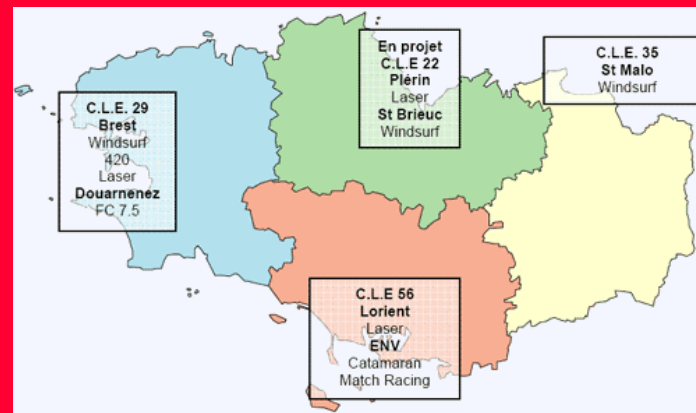 En projet
C.L.E 22
Plérin
Laser
St Brieuc
Windsurf
C.L.E. 35
St Malo
Windsurf
C.L.E. 29
Brest
Windsurf
420
Laser
Douarnenez
FC 7.5
C.L.E 56
Lorient
Laser
ENV
Catamaran
Match Racing